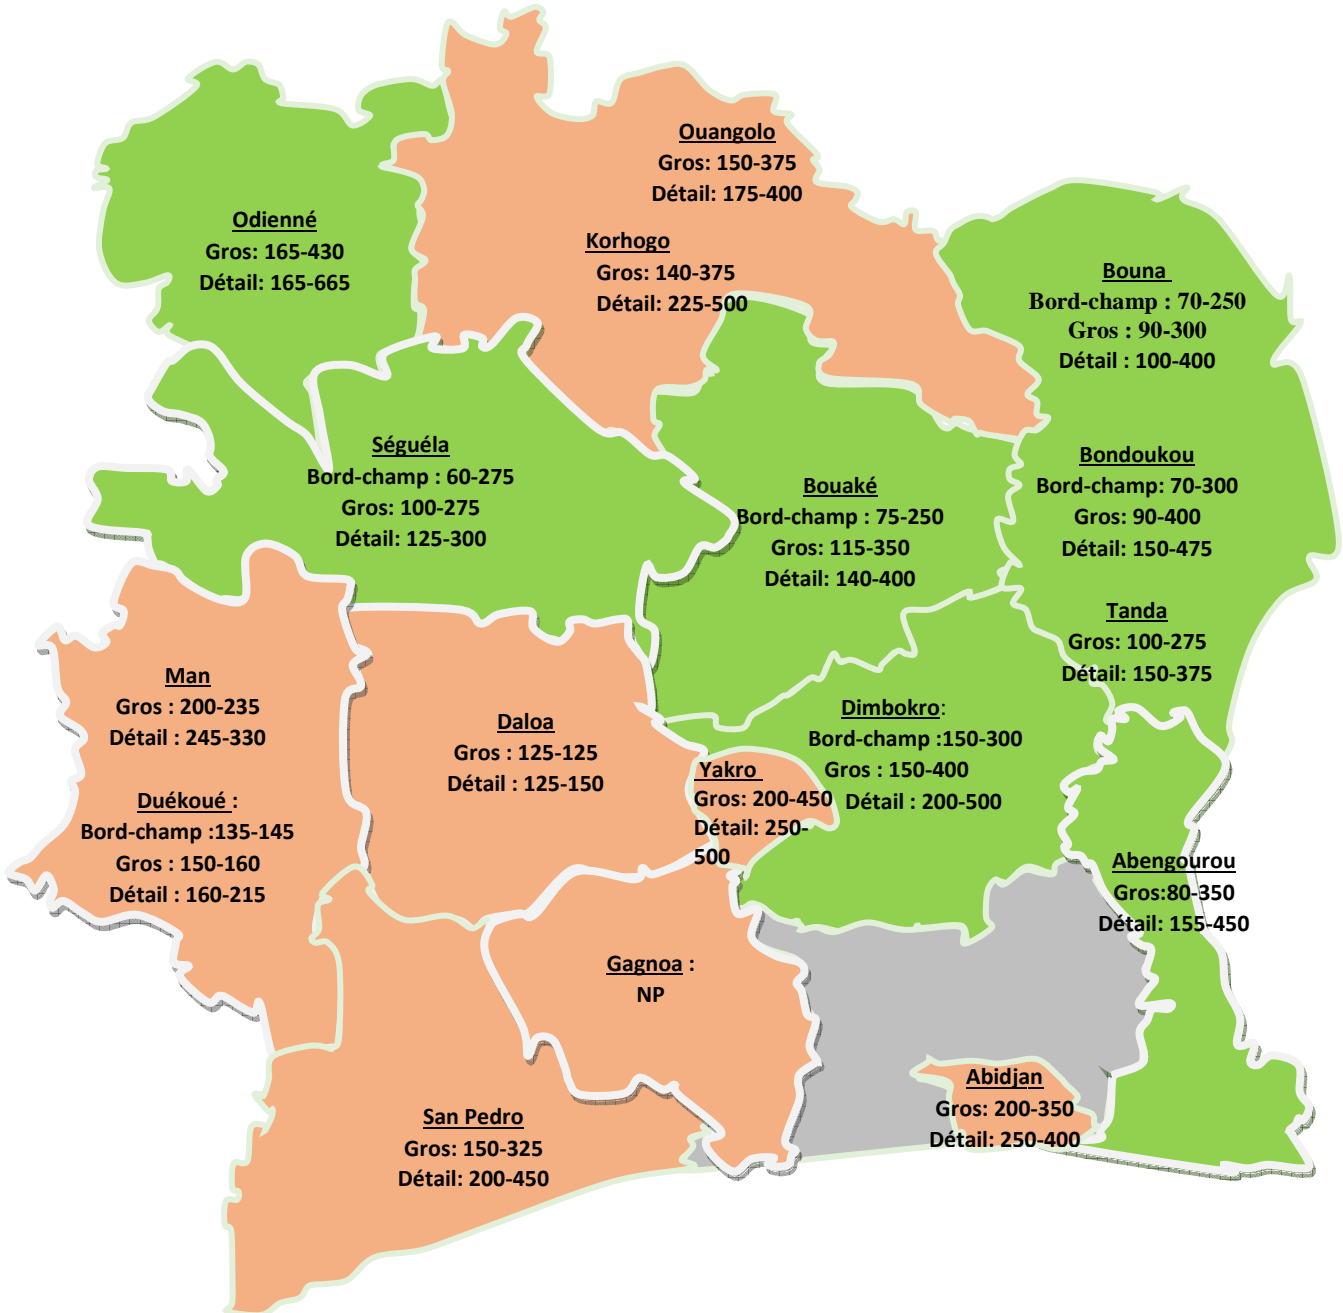 Ouangolo
Gros: 150-375
Détail: 175-400
Odienné
Gros: 165-430
Détail: 165-665
Korhogo
Gros: 140-375
Détail: 225-500
Bouna
Bord-champ : 70-250
Gros : 90-300
Détail : 100-400
Séguéla
Bord-champ : 60-275
Gros: 100-275
Détail: 125-300
Bouaké
Bord-champ : 75-250
Gros: 115-350
Détail: 140-400
Bondoukou
Bord-champ: 70-300
Gros: 90-400
Détail: 150-475
Tanda
Gros: 100-275
Détail: 150-375
Man
Gros : 200-235
Détail : 245-330
Daloa
Gros : 125-125
Détail : 125-150
Dimbokro:
Bord-champ :150-300
Gros : 150-400
Détail : 200-500
Yakro
Gros: 200-450
Détail: 250-
500
Duékoué :
Bord-champ :135-145
Gros : 150-160
Détail : 160-215
Abengourou
Gros:80-350
Détail: 155-450
Gagnoa :
NP
Abidjan
Gros: 200-350
Détail: 250-400
San Pedro
Gros: 150-325
Détail: 200-450